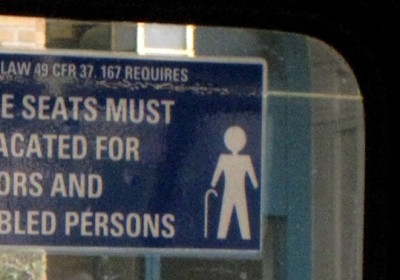 LAW 49 CFR 37. 167 REQUIRES
E SEATS MUST
ACATED FOR
ORS AND
BLED PERSONS